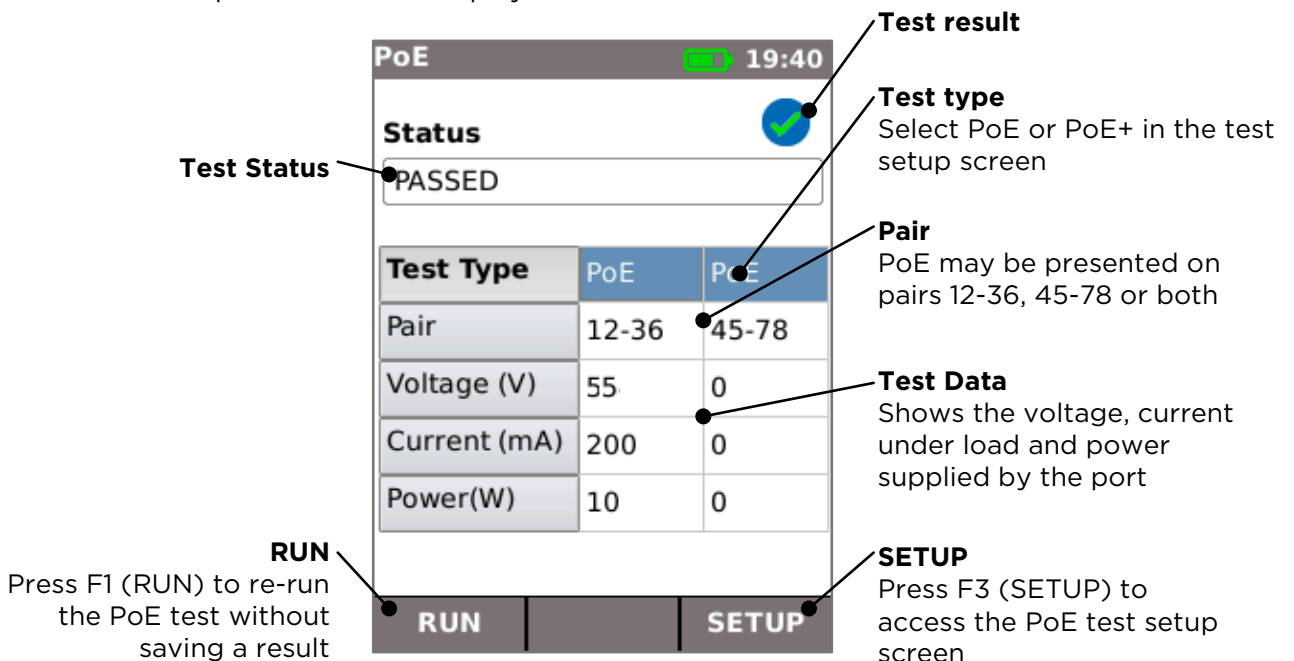 Test result
PoE 19:40
Test type
Select PoE or PoE+ in the test
setup screen
Status
Test Status
PASSED
Pair
PoE may be presented on
pairs 12-36, 45-78 or both
Test Type PoE PoE
Pair 12-36 45-78
Voltage (V) 55 0
Current (mA) 200 0
Power(W) 10 0
Test Data
Shows the voltage, current
under load and power
supplied by the port
RUN
Press F1 (RUN) to re-run
the PoE test without
saving a result
SETUP
Press F3 (SETUP) to
access the PoE test setup
screen
RUN SETUP